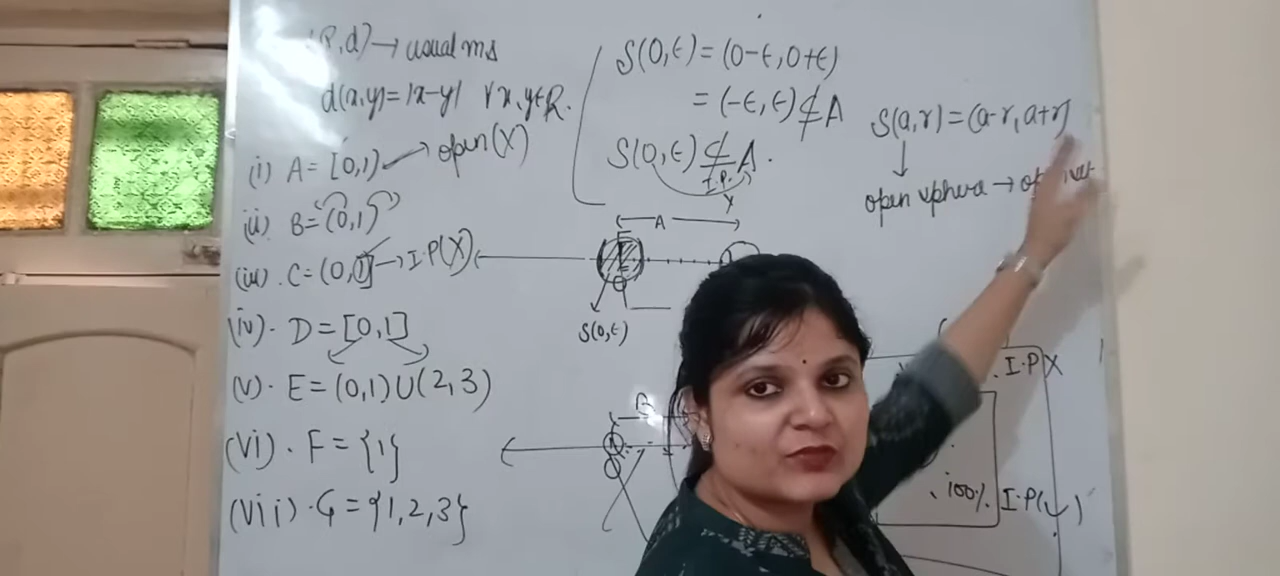 (R,d) → usual ms
d(x,y) = |x-y| ∀ x,y ∈ R.
(i) A = [0,1) → open (X)
(ii) B = (0,1)
(iii) C = (0,1] → I.P(X)
(iv). D = [0,1]
(v). E = (0,1) ∪ (2,3)
(vi). F = {1}
(vii). G = {1,2,3}
S(0,ϵ) = (0-ϵ, 0+ϵ)
= (-ϵ, ϵ) ⊄ A
S(0,ϵ) ⊄ A.
I.P.
X
A
S(0,ϵ)
B
S(a,r) = (a-r, a+r)
open sphere →
. I.P X
. 100% I.P(✓)